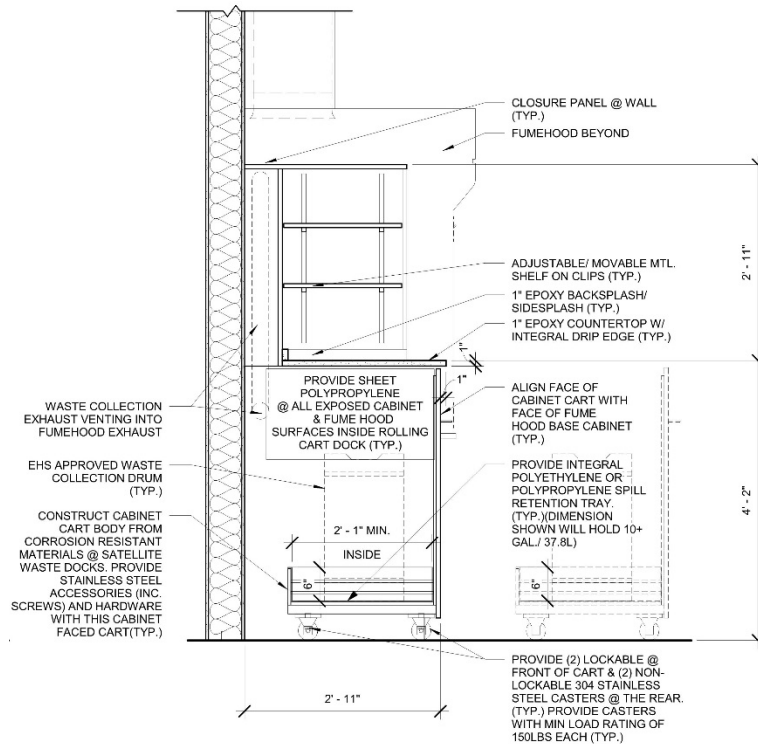 CLOSURE PANEL @ WALL
(TYP.)
FUMEHOOD BEYOND
ADJUSTABLE/ MOVABLE MTL.
SHELF ON CLIPS (TYP.)
1" EPOXY BACKSPLASH/
SIDESPLASH (TYP.)
1" EPOXY COUNTERTOP W/
INTEGRAL DRIP EDGE (TYP.)
2' - 11"
1"
1"
PROVIDE SHEET
POLYPROPYLENE
@ ALL EXPOSED CABINET
& FUME HOOD
SURFACES INSIDE ROLLING
CART DOCK (TYP.)
ALIGN FACE OF
CABINET CART WITH
FACE OF FUME
HOOD BASE CABINET
(TYP.)
WASTE COLLECTION
EXHAUST VENTING INTO
FUMEHOOD EXHAUST
EHS APPROVED WASTE
COLLECTION DRUM
(TYP.)
PROVIDE INTEGRAL
POLYETHYLENE OR
POLYPROPYLENE SPILL
RETENTION TRAY.
(TYP.)(DIMENSION
SHOWN WILL HOLD 10+
GAL./ 37.8L)
4' - 2"
CONSTRUCT CABINET
CART BODY FROM
CORROSION RESISTANT
MATERIALS @ SATELLITE
WASTE DOCKS. PROVIDE
STAINLESS STEEL
ACCESSORIES (INC.
SCREWS) AND HARDWARE
WITH THIS CABINET
FACED CART(TYP.)
2' - 1" MIN.
INSIDE
6"
6"
PROVIDE (2) LOCKABLE @
FRONT OF CART & (2) NON-
LOCKABLE 304 STAINLESS
STEEL CASTERS @ THE REAR.
(TYP.) PROVIDE CASTERS
WITH MIN LOAD RATING OF
150LBS EACH (TYP.)
2' - 11"